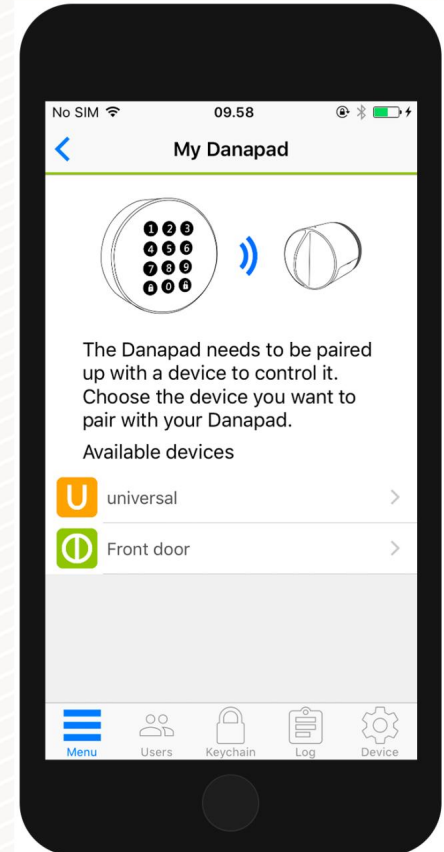 No SIM 09.58
My Danapad
1 2 3
4 5 6
7 8 9
0
The Danapad needs to be paired
up with a device to control it.
Choose the device you want to
pair with your Danapad.
Available devices
U universal
Front door
Menu Users Keychain Log Device